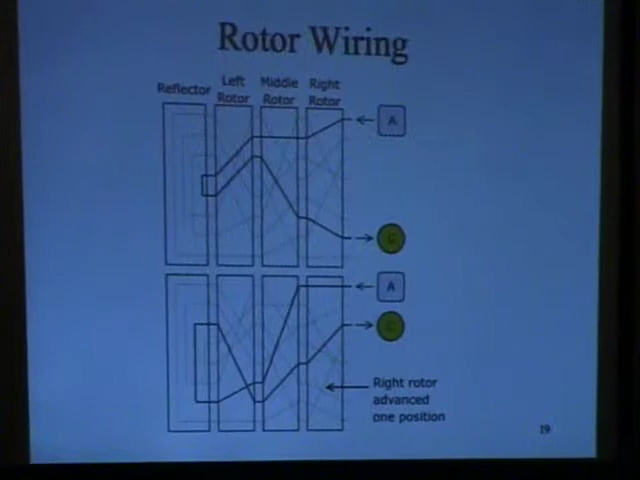 Rotor Wiring
Reflector
Left Rotor
Middle Rotor
Right Rotor
A
A
Right rotor
advanced
one position
19